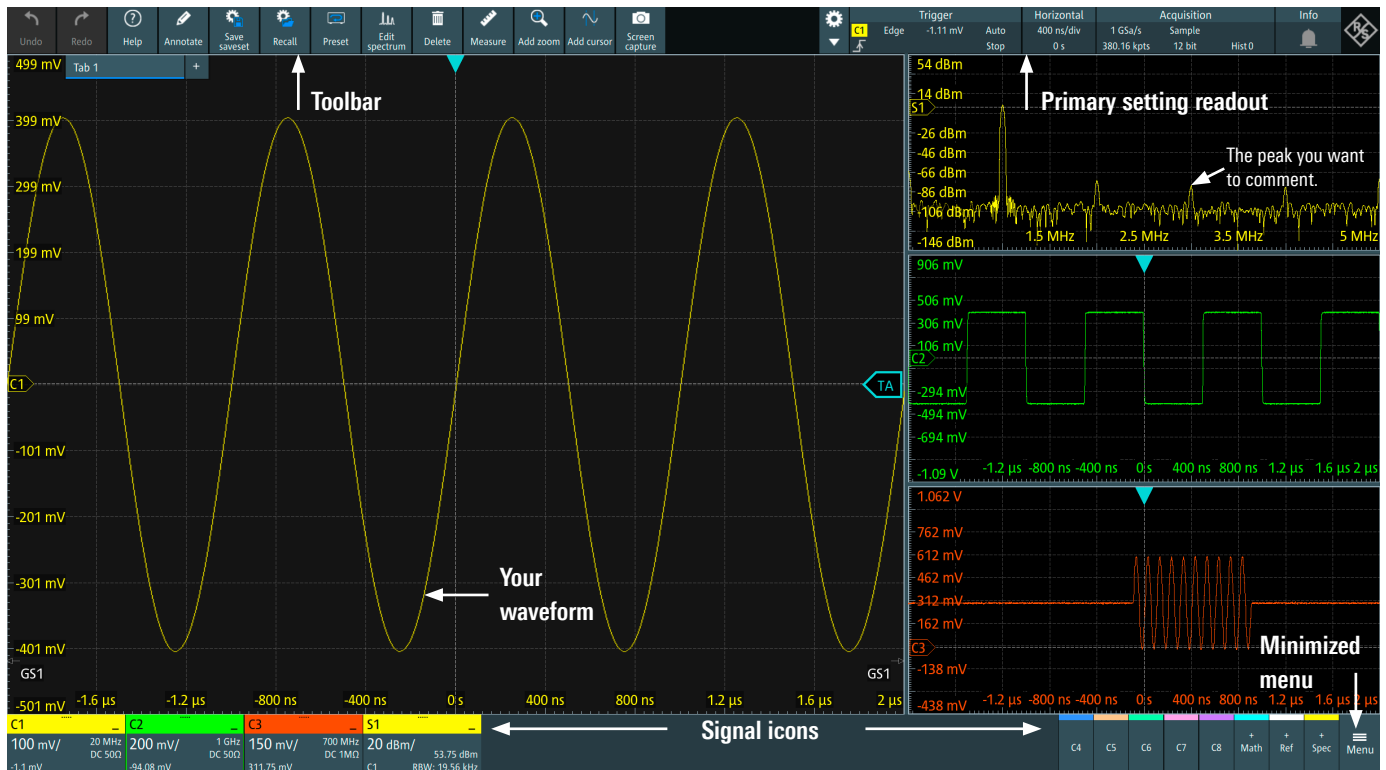 Undo
Redo
Help
Annotate
Save saveset
Recall
Preset
Edit spectrum
Delete
Measure
Add zoom
Add cursor
Screen capture
Trigger
C1 Edge -1.11 mV Auto
Stop
Horizontal
400 ns/div
0 s
Acquisition
1 GSa/s Sample
380.16 kpts 12 bit Hist0
Info
R&S
Tab 1
+
Toolbar
Primary setting readout
499 mV
399 mV
299 mV
199 mV
99 mV
C1
TA
-101 mV
-201 mV
-301 mV
-401 mV
-501 mV
GS1
GS1
Your
waveform
-1.6 µs -1.2 µs -800 ns -400 ns 0 s 400 ns 800 ns 1.2 µs 1.6 µs 2 µs
54 dBm
14 dBm
S1
-26 dBm
-46 dBm
-66 dBm
-86 dBm
-106 dBm
-146 dBm
The peak you want
to comment.
1.5 MHz 2.5 MHz 3.5 MHz 5 MHz
906 mV
506 mV
306 mV
106 mV
C2
-294 mV
-494 mV
-694 mV
-1.09 V
-1.2 µs -800 ns -400 ns 0 s 400 ns 800 ns 1.2 µs 1.6 µs 2 µs
1.062 V
762 mV
612 mV
462 mV
312 mV
162 mV
C3
-138 mV
-438 mV
-1.2 µs -800 ns -400 ns 0 s 400 ns 800 ns 1.2 µs 1.6 µs 2 µs
Minimized
menu
C1
100 mV/ 20 MHz
DC 50Ω
-1.1 mV
C2
200 mV/ 1 GHz
DC 50Ω
-94.08 mV
C3
150 mV/ 700 MHz
DC 1MΩ
311.75 mV
S1
20 dBm/
53.75 dBm
C1 RBW: 19.56 kHz
Signal icons
C4
C5
C6
C7
C8
+
Math
+
Ref
+
Spec
Menu